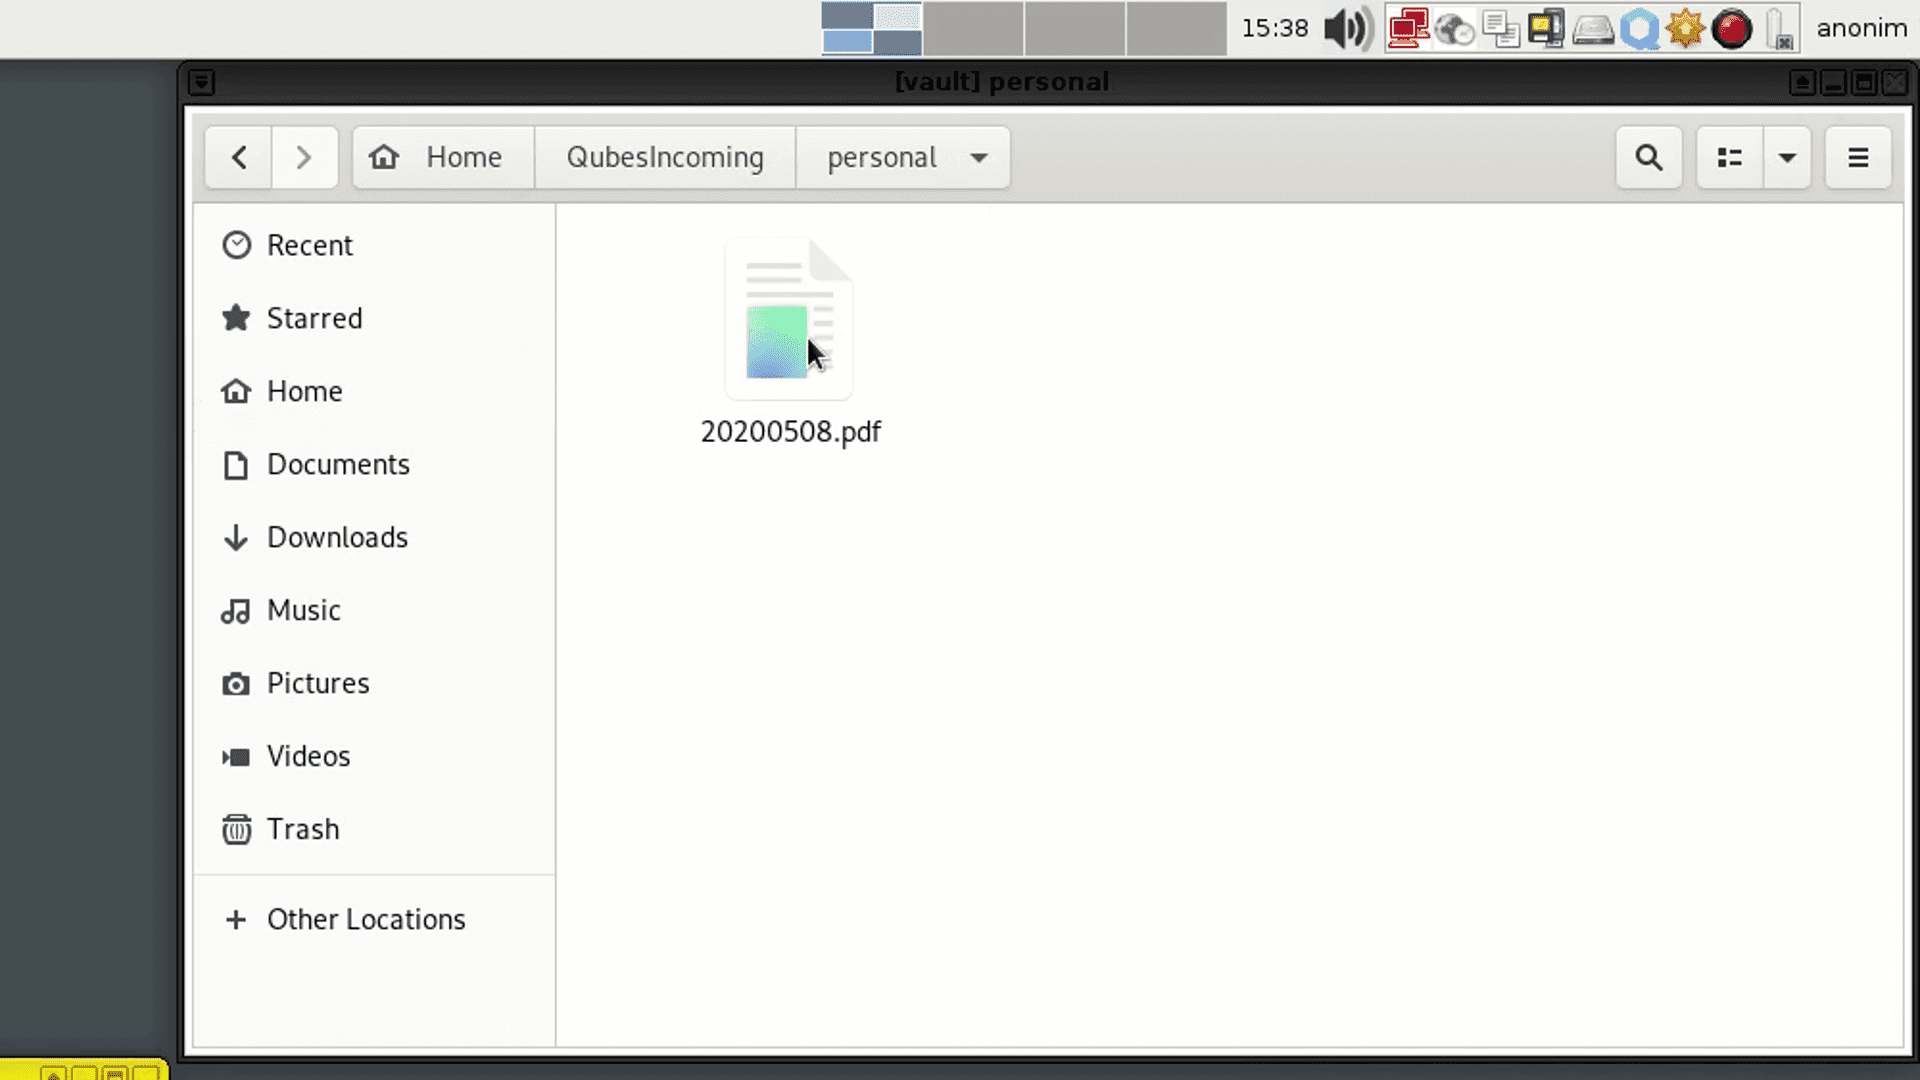 15:38
anonim
[vault] personal
Home
QubesIncoming
personal
Recent
Starred
Home
Documents
Downloads
Music
Pictures
Videos
Trash
Other Locations
20200508.pdf